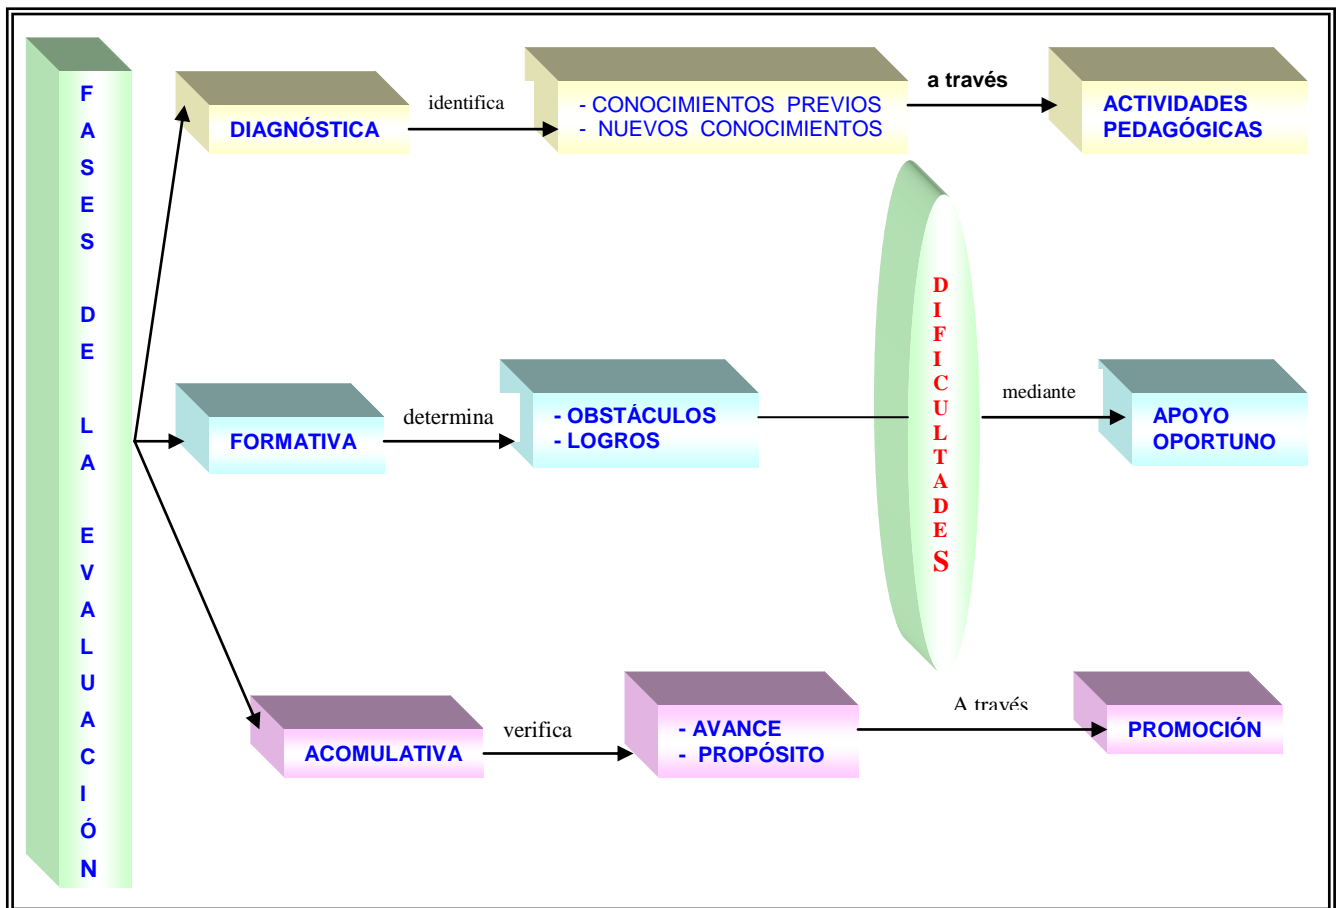 FASES DE LA EVALUACIÓN
DIAGNÓSTICA
identifica
- CONOCIMIENTOS PREVIOS
- NUEVOS CONOCIMIENTOS
a través
ACTIVIDADES
PEDAGÓGICAS
FORMATIVA
determina
- OBSTÁCULOS
- LOGROS
DIFICULTADES
mediante
APOYO
OPORTUNO
ACOMULATIVA
verifica
- AVANCE
- PROPÓSITO
A través
PROMOCIÓN